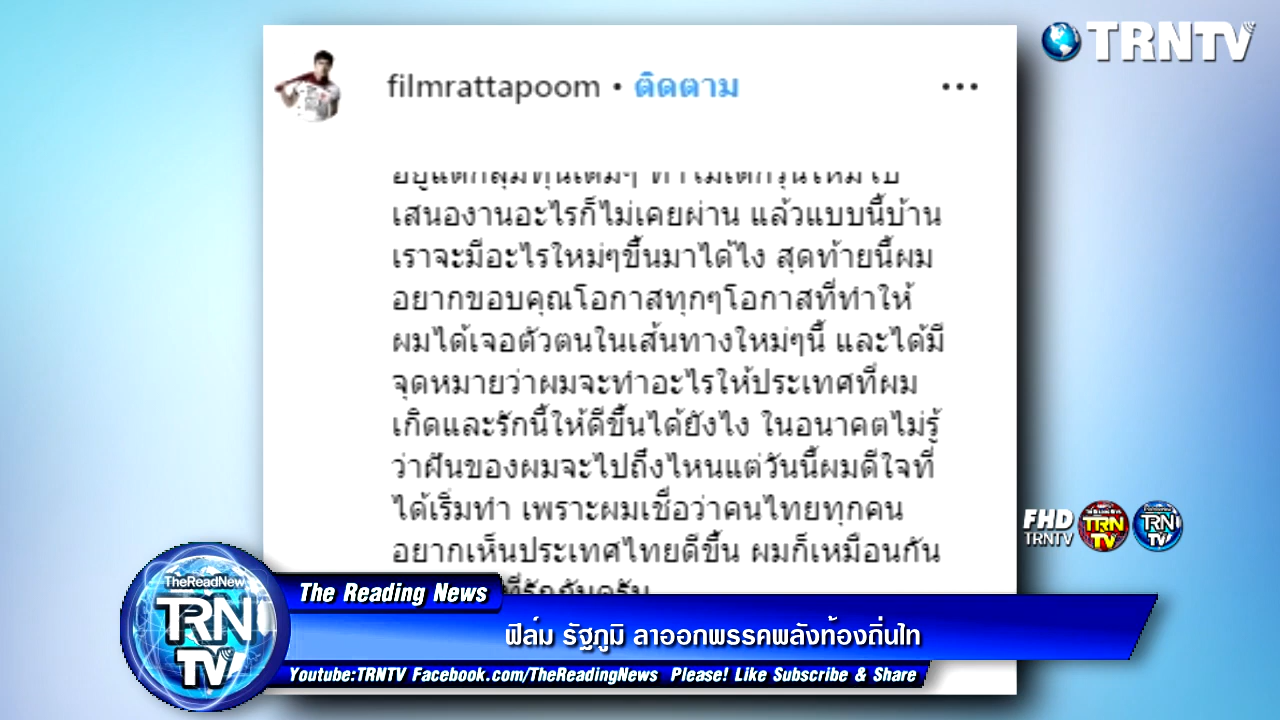 TRNTV
filmrattapoom • ติดตาม •••
เสนองานอะไรก็ไม่เคยผ่าน แล้วแบบนี้บ้าน
เราจะมีอะไรใหม่ๆขึ้นมาได้ไง สุดท้ายนี้ผม
อยากขอบคุณโอกาสทุกๆโอกาสที่ทำให้
ผมได้เจอตัวตนในเส้นทางใหม่ๆนี้ และได้มี
จุดหมายว่าผมจะทำอะไรให้ประเทศที่ผม
เกิดและรักนี้ให้ดีขึ้นได้ยังไง ในอนาคตไม่รู้
ว่าฝันของผมจะไปถึงไหนแต่วันนี้ผมดีใจที่
ได้เริ่มทำ เพราะผมเชื่อว่าคนไทยทุกคน
อยากเห็นประเทศไทยดีขึ้น ผมก็เหมือนกัน
FHD
TRNTV
TRN
TV
TRN
TV
TheReadNew
TRN
TV
The Reading News
ฟิล์ม รัฐภูมิ ลาออกพรรคพลังท้องถิ่นไท
Youtube:TRNTV Facebook.com/TheReadingNews Please! Like Subscribe & Share